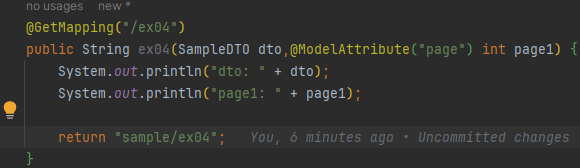 no usages   new *
@GetMapping("/ex04")
public String ex04(SampleDTO dto,@ModelAttribute("page") int page1) {
    System.out.println("dto: " + dto);
    System.out.println("page1: " + page1);
    return "sample/ex04";   You, 6 minutes ago • Uncommitted changes
}